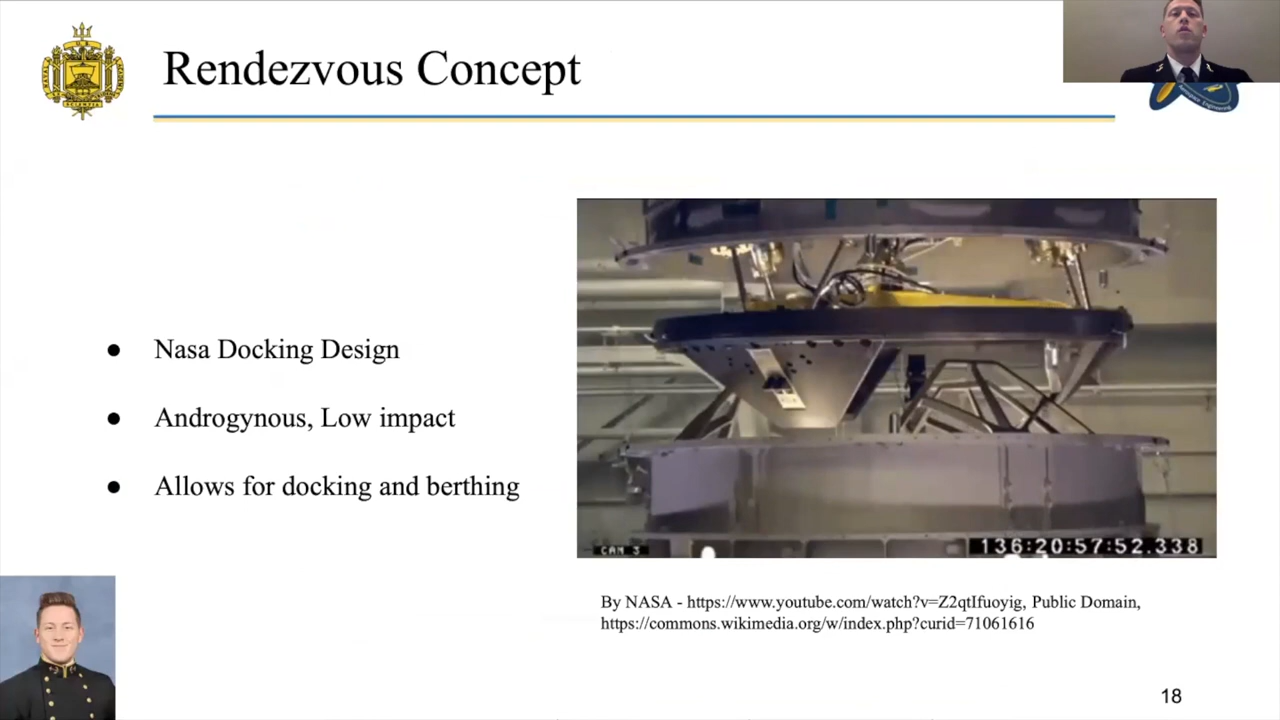 Rendezvous Concept
Aerospace Engineering
● Nasa Docking Design
● Androgynous, Low impact
● Allows for docking and berthing
CAM 3
136:20:57:52.338
By NASA - https://www.youtube.com/watch?v=Z2qtIfuoyig, Public Domain,
https://commons.wikimedia.org/w/index.php?curid=71061616
18